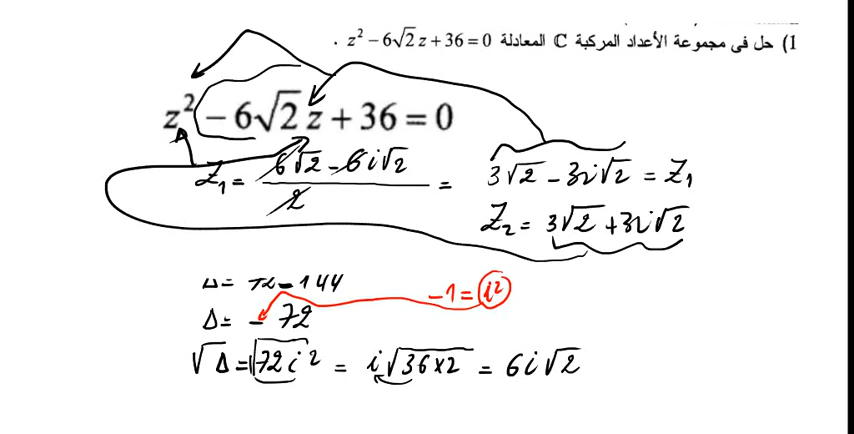 1) حل في مجموعة الأعداد المركبة ℂ المعادلة z² − 6√2 z + 36 = 0 .
z² − 6√2 z + 36 = 0
Z₁ = (6√2 − 6i√2)/2 = 3√2 − 3i√2 = Z₁
Z₂ = 3√2 + 3i√2
Δ = 72 − 144
−1 = i²
Δ = − 72
√Δ = √72i² = i√36×2 = 6i√2